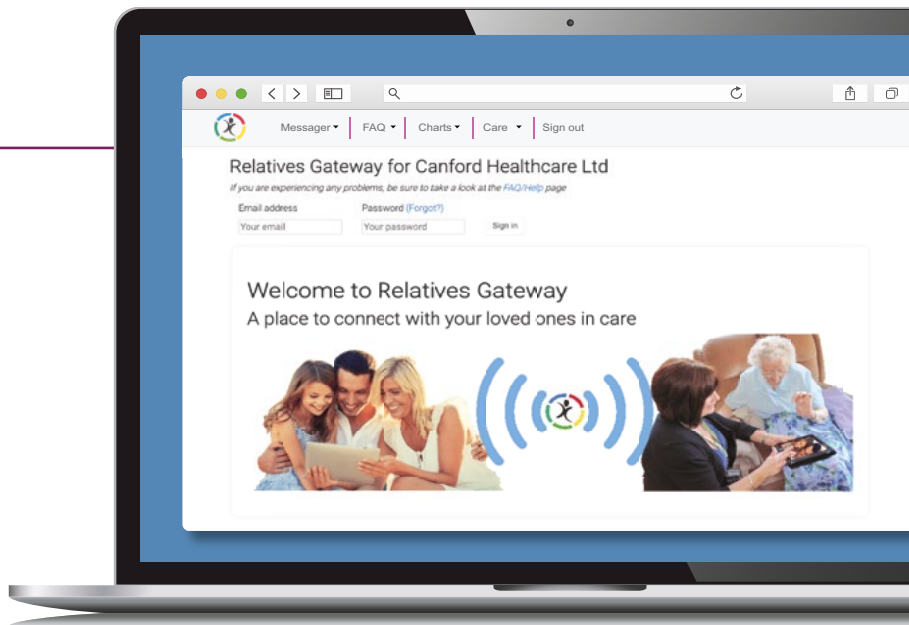 Messager FAQ Charts Care Sign out
Relatives Gateway for Canford Healthcare Ltd
If you are experiencing any problems, be sure to take a look at the FAQ/Help page
Email address Password (Forgot?)
Your email Your password Sign in
Welcome to Relatives Gateway
A place to connect with your loved ones in care